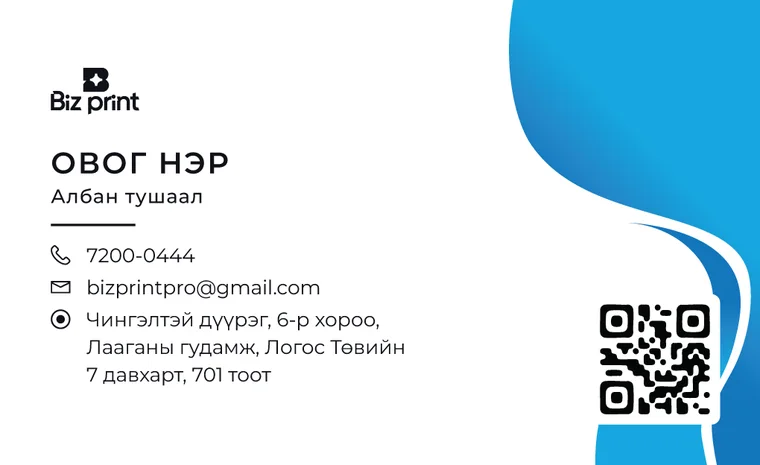 Biz print
ОВОГ НЭР
Албан тушаал
7200-0444
bizprintpro@gmail.com
Чингэлтэй дүүрэг, 6-р хороо,
Лааганы гудамж, Логос Төвийн
7 давхарт, 701 тоот